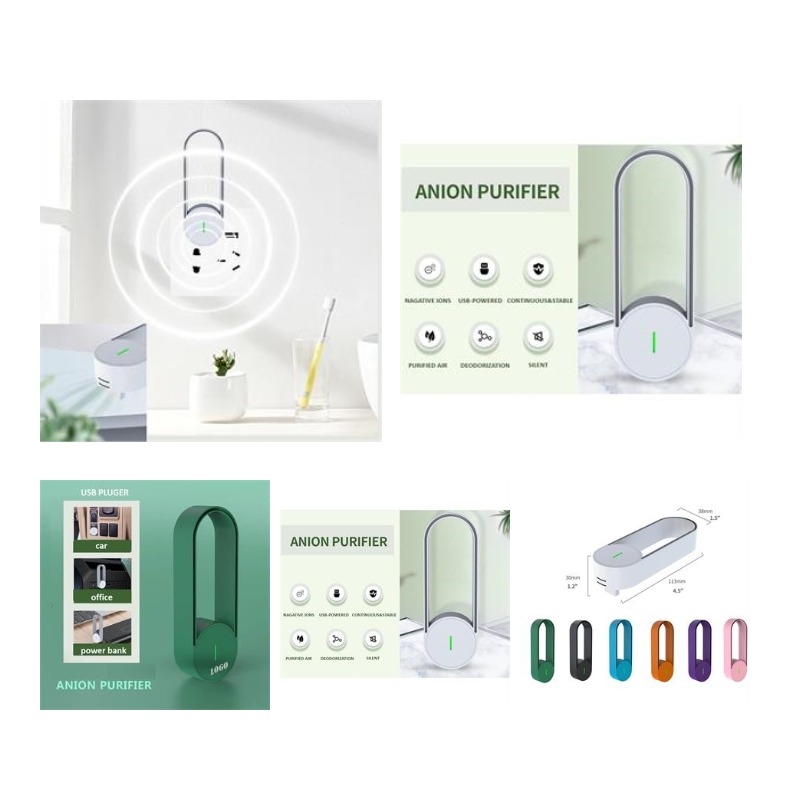 ANION PURIFIER
NAGATIVE IONS
USB-POWERED
CONTINUOUS&STABLE
PURIFIED AIR
DEODORIZATION
SILENT
USB PLUGER
car
office
power bank
LOGO
ANION PURIFIER
ANION PURIFIER
NAGATIVE IONS
USB-POWERED
CONTINUOUS&STABLE
PURIFIED AIR
DEODORIZATION
SILENT
38mm
1.5"
30mm
1.2"
113mm
4.5"